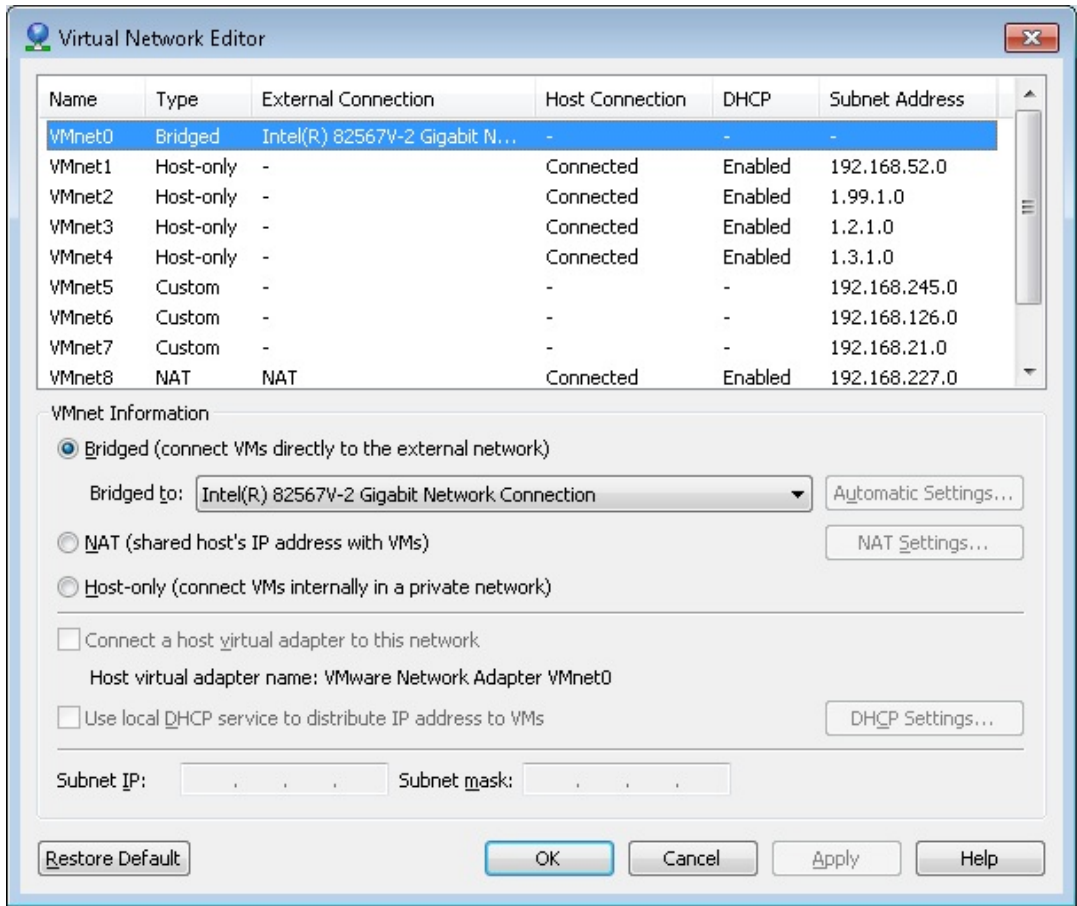 Virtual Network Editor
Name Type External Connection Host Connection DHCP Subnet Address
VMnet0 Bridged Intel(R) 82567V-2 Gigabit N... - - -
VMnet1 Host-only - Connected Enabled 192.168.52.0
VMnet2 Host-only - Connected Enabled 1.99.1.0
VMnet3 Host-only - Connected Enabled 1.2.1.0
VMnet4 Host-only - Connected Enabled 1.3.1.0
VMnet5 Custom - - - 192.168.245.0
VMnet6 Custom - - - 192.168.126.0
VMnet7 Custom - - - 192.168.21.0
VMnet8 NAT NAT Connected Enabled 192.168.227.0
VMnet Information
Bridged (connect VMs directly to the external network)
Bridged to: Intel(R) 82567V-2 Gigabit Network Connection Automatic Settings...
NAT (shared host's IP address with VMs) NAT Settings...
Host-only (connect VMs internally in a private network)
Connect a host virtual adapter to this network
Host virtual adapter name: VMware Network Adapter VMnet0
Use local DHCP service to distribute IP address to VMs DHCP Settings...
Subnet IP: . . . Subnet mask: . . .
Restore Default OK Cancel Apply Help